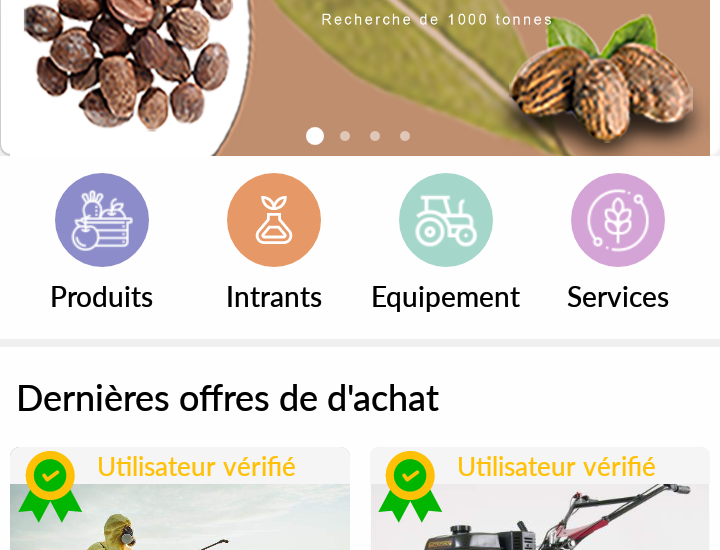 Recherche de 1000 tonnes
Produits
Intrants
Equipement
Services
Dernières offres de d'achat
Utilisateur vérifié
Utilisateur vérifié